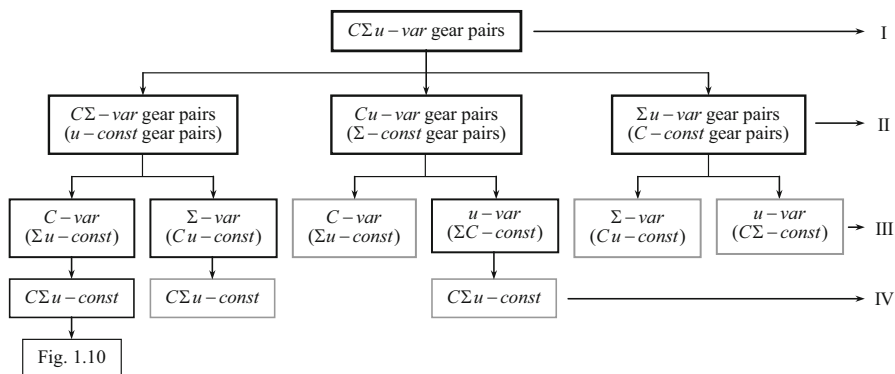 CΣu – var gear pairs
I
CΣ – var gear pairs
(u – const gear pairs)
Cu – var gear pairs
(Σ – const gear pairs)
Σu – var gear pairs
(C – const gear pairs)
II
C – var
(Σu – const)
Σ – var
(Cu – const)
C – var
(Σu – const)
u – var
(ΣC – const)
Σ – var
(Cu – const)
u – var
(CΣ – const)
III
CΣu – const
CΣu – const
CΣu – const
IV
Fig. 1.10